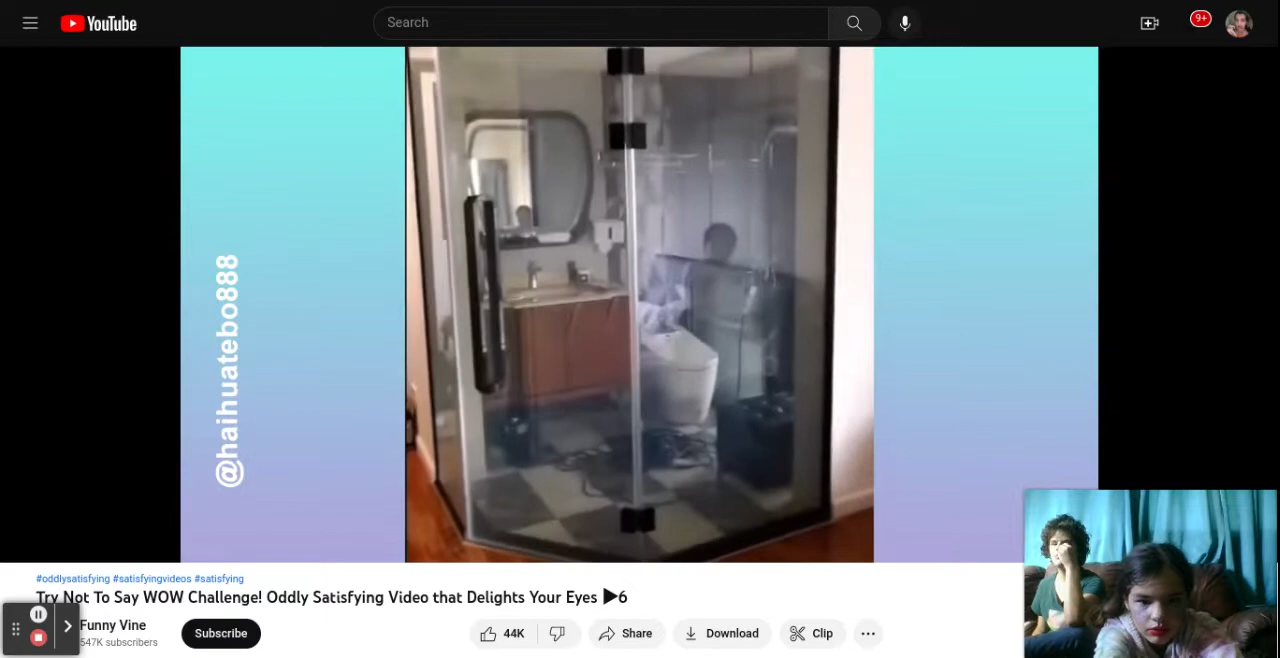 YouTube
Search
9+
@haihuatebo888
#oddlysatisfying #satisfyingvideos #satisfying
Try Not To Say WOW Challenge! Oddly Satisfying Video that Delights Your Eyes ▶6
Funny Vine
547K subscribers
Subscribe
44K
Share
Download
Clip